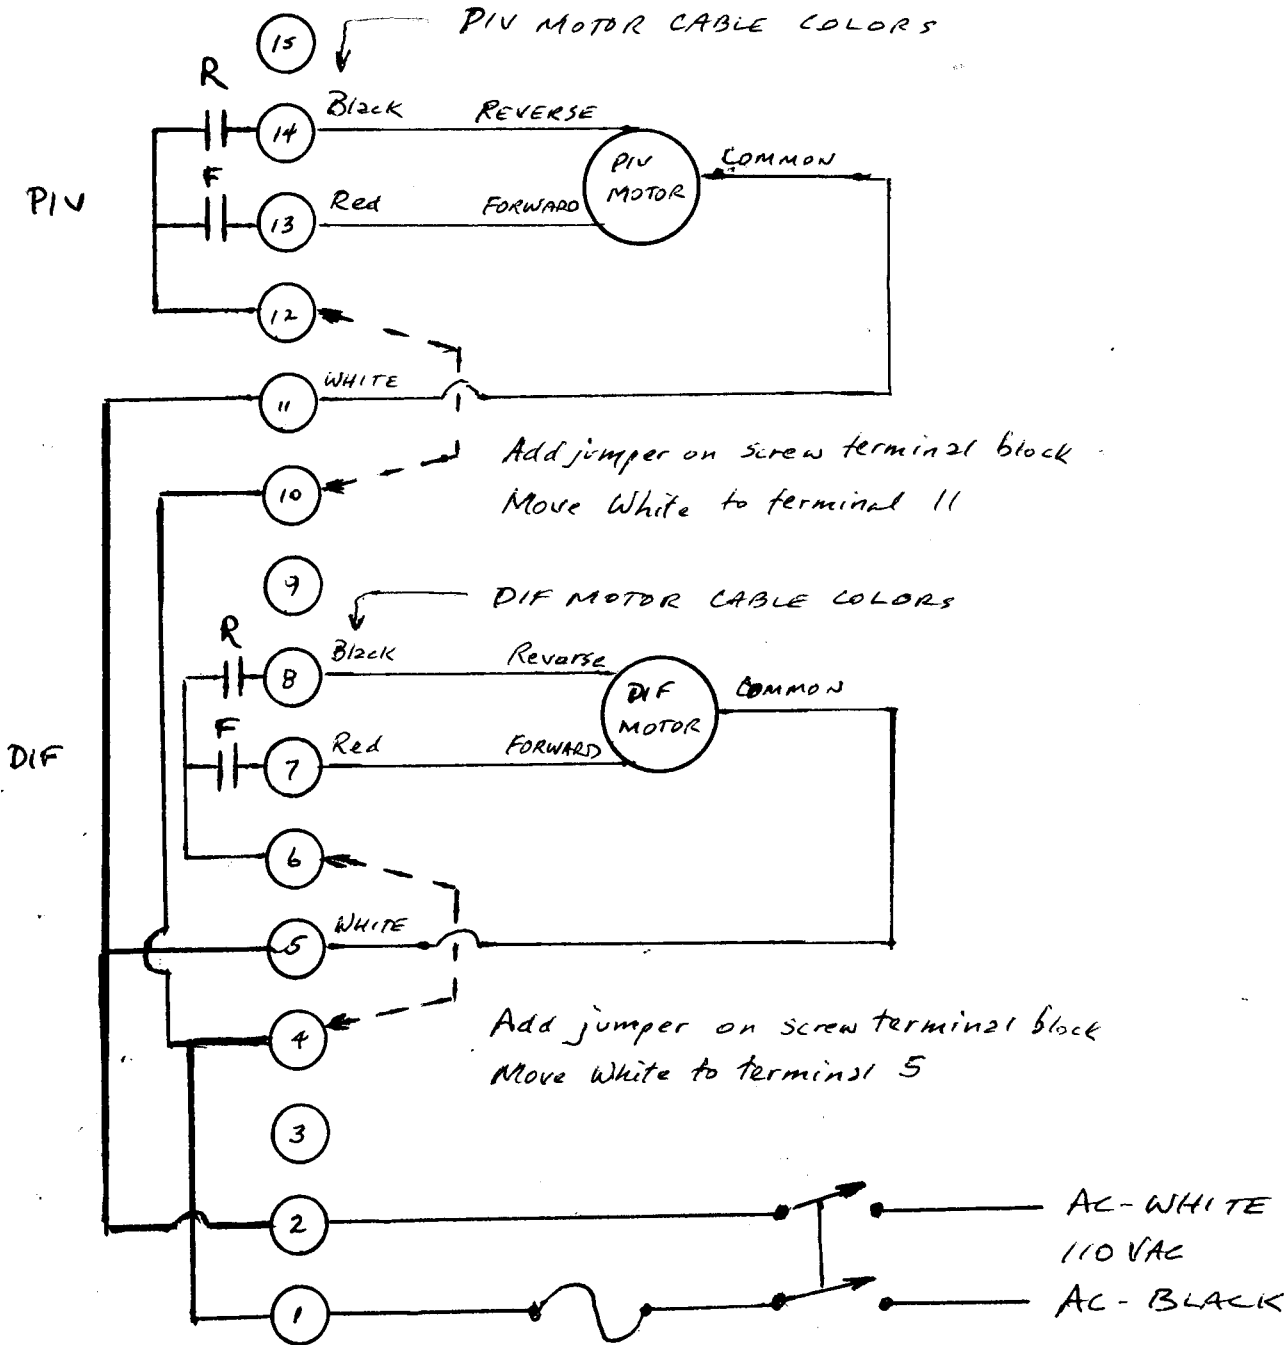 PIV MOTOR CABLE COLORS
15
R
14 Black REVERSE
PIV MOTOR
COMMON
PIV
F
13 Red FORWARD
12
11 WHITE
Add jumper on screw terminal block
Move White to terminal 11
10
9
DIF MOTOR CABLE COLORS
R
8 Black Reverse
DIF MOTOR
COMMON
DIF
F
7 Red FORWARD
6
5 WHITE
4
Add jumper on screw terminal block
Move White to terminal 5
3
2
AC-WHITE
110 VAC
1
AC-BLACK